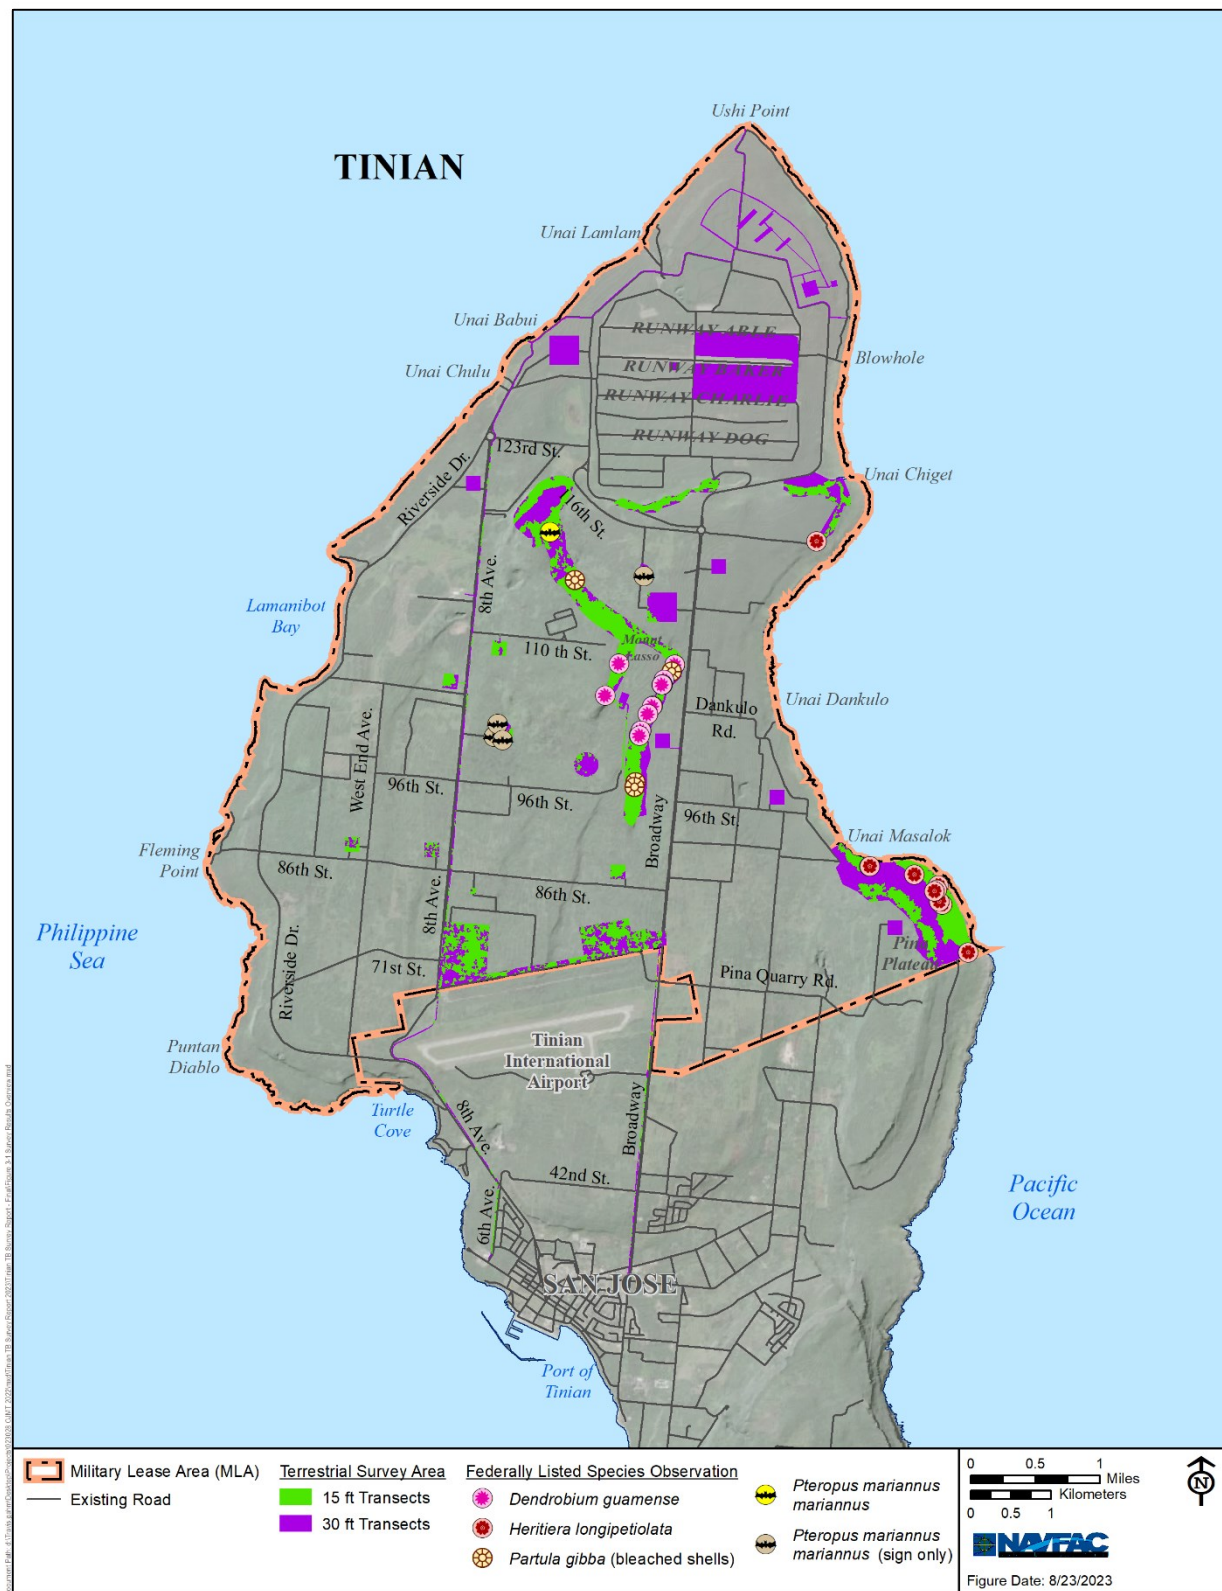 Ushi Point
TINIAN
Unai Lamlam
Unai Babui
RUNWAY ABLE
Blowhole
Unai Chulu
RUNWAY BAKER
RUNWAY CHARLIE
RUNWAY DOG
123rd St.
Riverside Dr.
Unai Chiget
16th St.
8th Ave.
Lamanibot
Bay
110 th St.
Mount
Lasso
Unai Dankulo
Dankulo
Rd.
West End Ave.
96th St.
96th St.
96th St.
Broadway
Unai Masalok
Fleming
Point
86th St.
86th St.
8th Ave.
Philippine
Sea
Riverside Dr.
71st St.
Pina
Plateau
Pina Quarry Rd.
Puntan
Diablo
Tinian
International
Airport
Turtle
Cove
8th Ave.
Broadway
42nd St.
6th Ave.
Pacific
Ocean
SAN JOSE
Port of
Tinian
Military Lease Area (MLA)
Existing Road
Terrestrial Survey Area
15 ft Transects
30 ft Transects
Federally Listed Species Observation
Dendrobium guamense
Heritiera longipetiolata
Partula gibba (bleached shells)
Pteropus mariannus
mariannus
Pteropus mariannus
mariannus (sign only)
0 0.5 1
Miles
Kilometers
0 0.5 1
N
NAVFAC
Figure Date: 8/23/2023